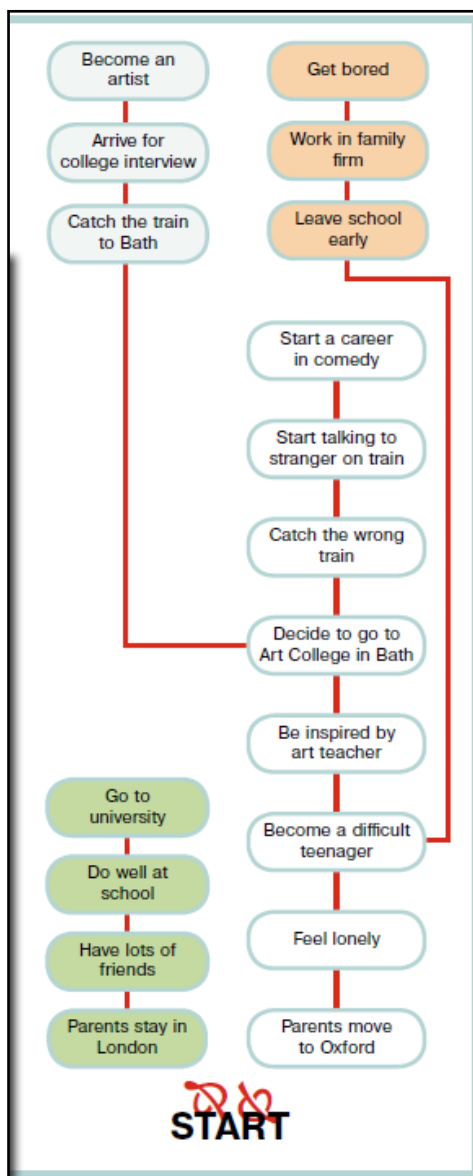 Become an
artist
Get bored
Arrive for
college interview
Work in family
firm
Catch the train
to Bath
Leave school
early
Start a career
in comedy
Start talking to
stranger on train
Catch the wrong
train
Decide to go to
Art College in Bath
Be inspired by
art teacher
Go to
university
Become a difficult
teenager
Do well at
school
Have lots of
friends
Feel lonely
Parents stay in
London
Parents move
to Oxford
START